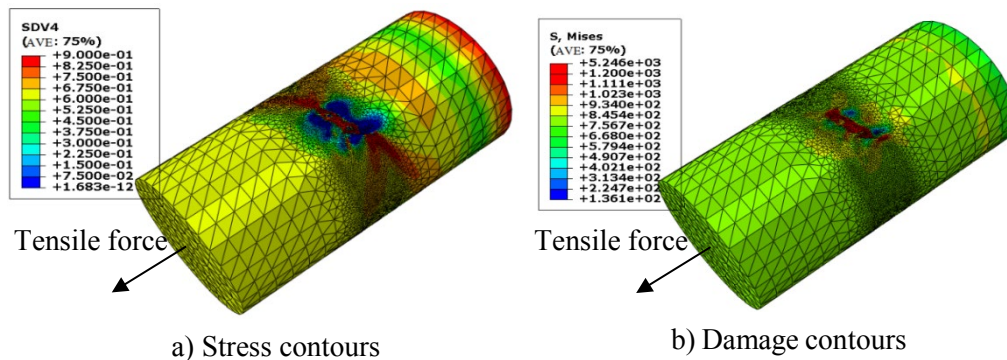 SDV4
(AVE: 75%)
+9.000e-01
+8.250e-01
+7.500e-01
+6.750e-01
+6.000e-01
+5.250e-01
+4.500e-01
+3.750e-01
+3.000e-01
+2.250e-01
+1.500e-01
+7.500e-02
+1.683e-12
Tensile force
a) Stress contours
S, Mises
(AVE: 75%)
+5.246e+03
+1.200e+03
+1.111e+03
+1.023e+03
+9.340e+02
+8.454e+02
+7.567e+02
+6.680e+02
+5.794e+02
+4.907e+02
+4.021e+02
+3.134e+02
+2.247e+02
+1.361e+02
Tensile force
b) Damage contours